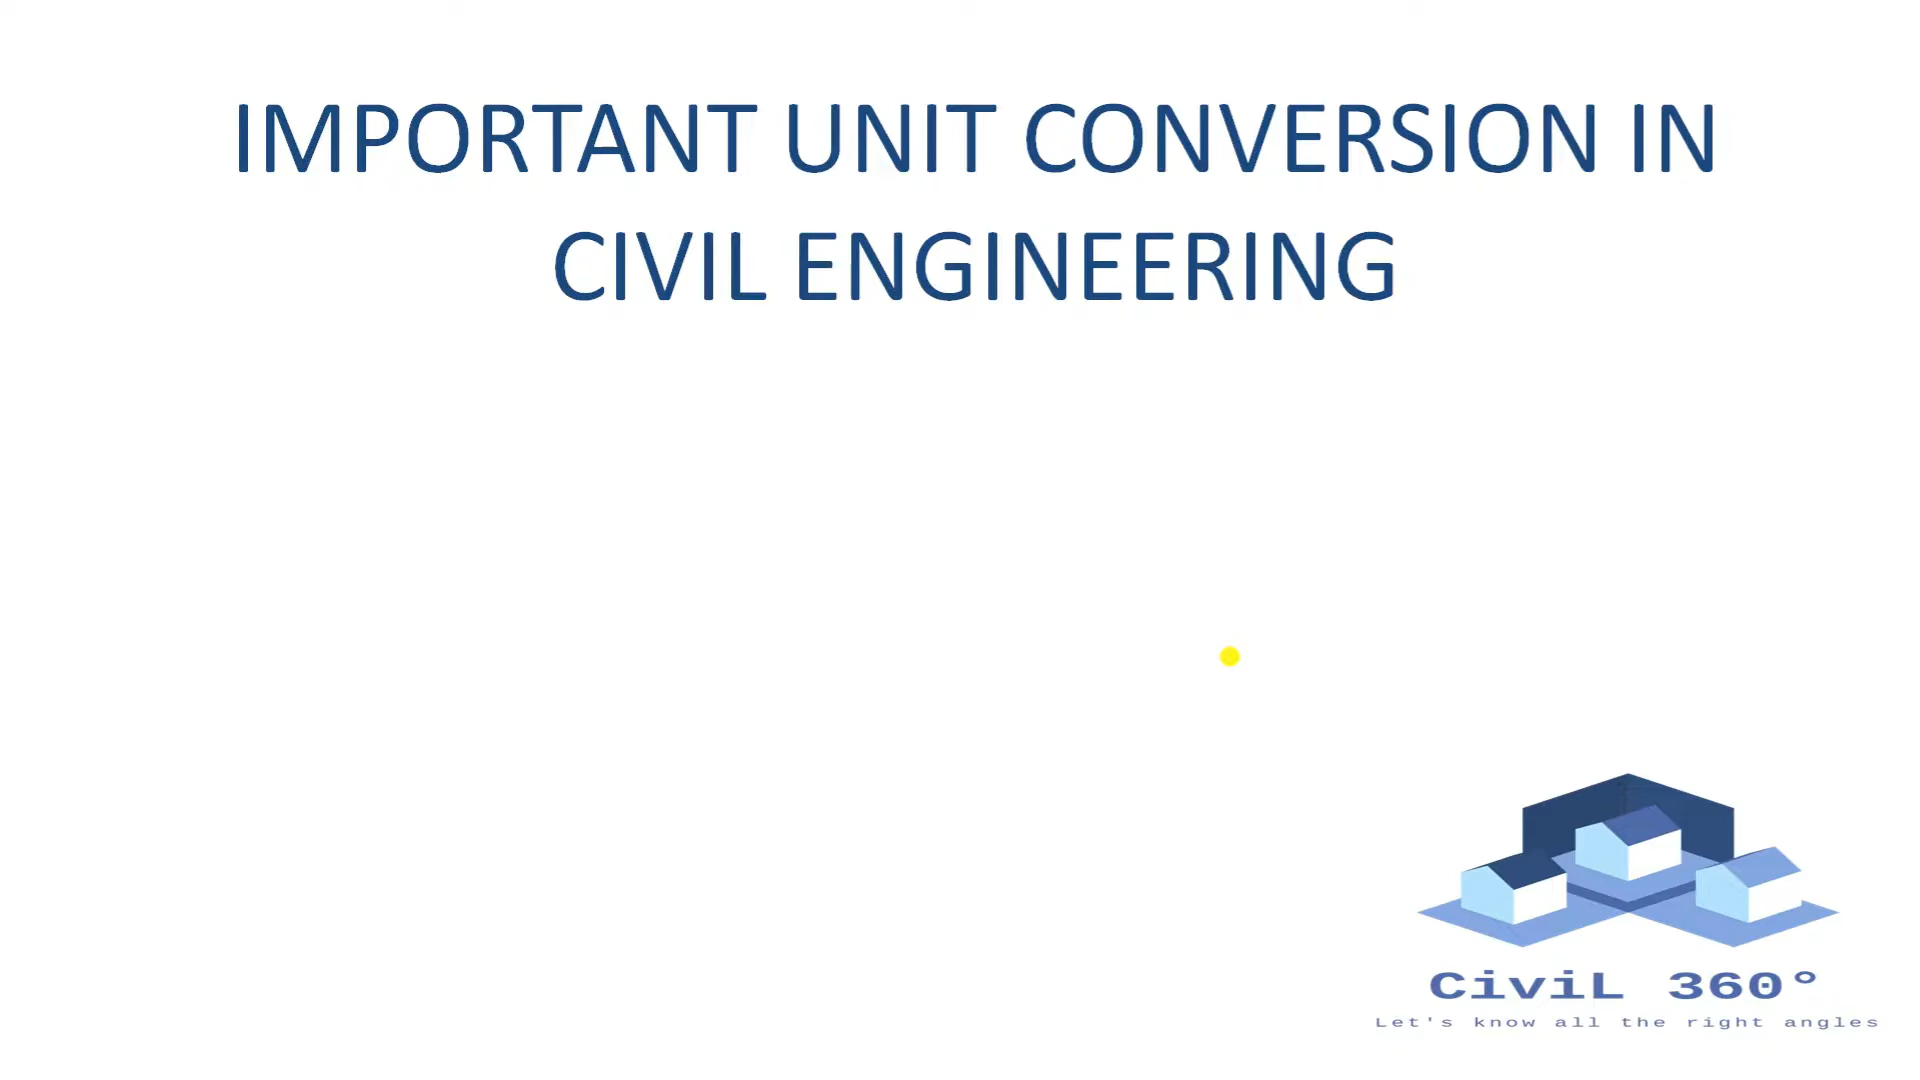 IMPORTANT UNIT CONVERSION IN
CIVIL ENGINEERING
CiviL 360°
Let's know all the right angles